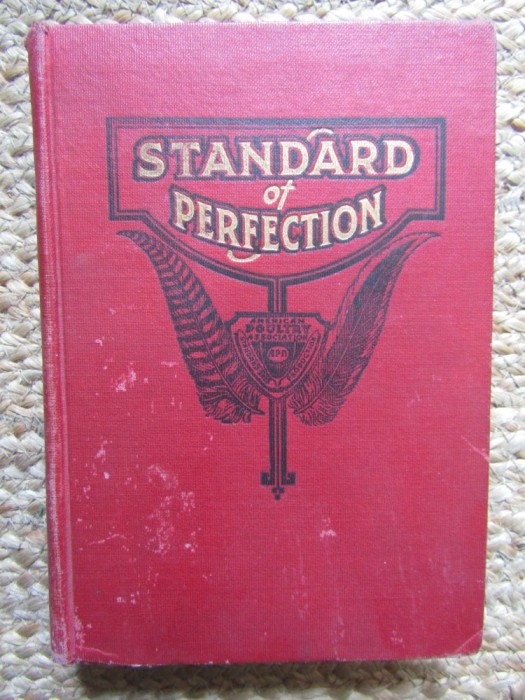 STANDARD
of
PERFECTION
AMERICAN
POULTRY
ASSOCIATION
APA